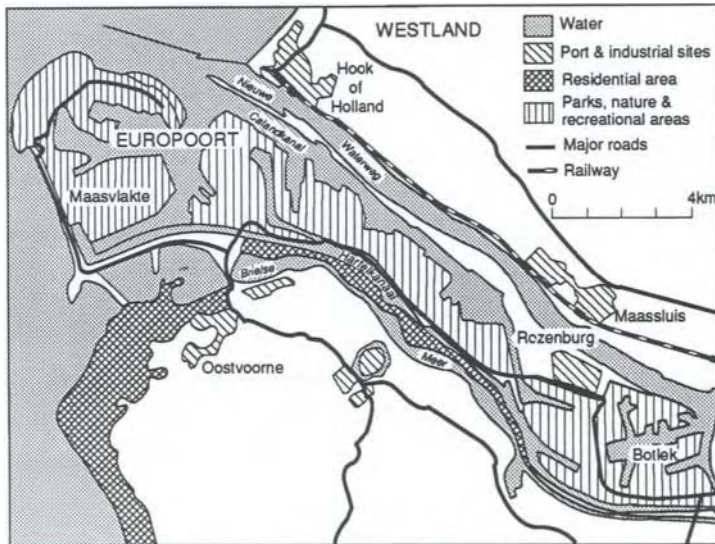 WESTLAND
Hook
of
Holland
Nieuwe
Waterweg
Calandkanal
EUROPOORT
Maasvlakte
Hartelkanaal
Brielse
Meer
Maassluis
Rozenburg
Oostvoorne
Botlek
Water
Port & industrial sites
Residential area
Parks, nature &
recreational areas
Major roads
Railway
0 4km